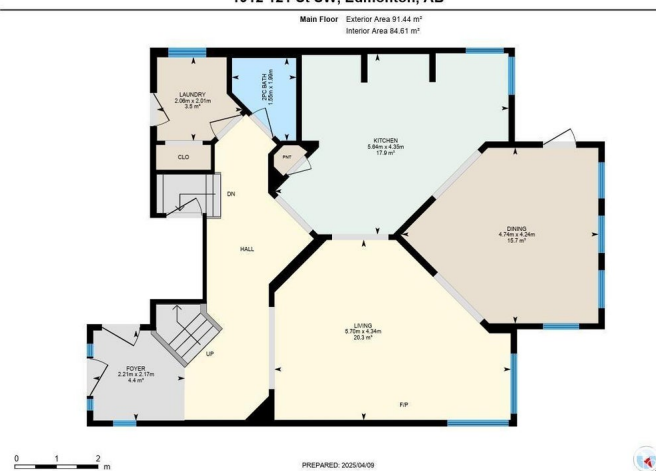 Main Floor Exterior Area 91.44 m²
Interior Area 84.61 m²
LAUNDRY
2.06m x 2.01m
3.5 m²
2PC BATH
1.55m x 1.99m
KITCHEN
5.64m x 4.35m
17.9 m²
CLO
PNT
DN
HALL
DINING
4.74m x 4.24m
15.7 m²
LIVING
5.70m x 4.34m
20.3 m²
UP
FOYER
2.21m x 2.17m
4.4 m²
F/P
0 1 2
m
PREPARED: 2025/04/09